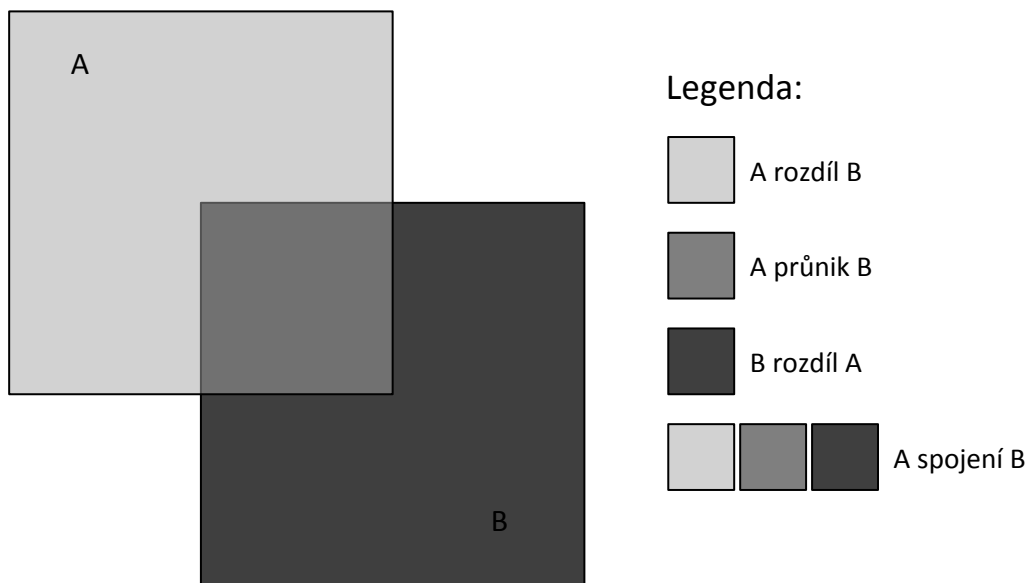 A
B
Legenda:
A rozdíl B
A průnik B
B rozdíl A
A spojení B